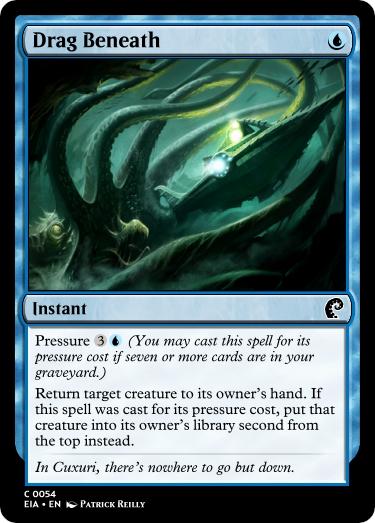 Drag Beneath
Instant
Pressure 3 (You may cast this spell for its
pressure cost if seven or more cards are in your
graveyard.)
Return target creature to its owner's hand. If
this spell was cast for its pressure cost, put that
creature into its owner's library second from
the top instead.
In Cuxuri, there's nowhere to go but down.
C 0054
EIA • EN PATRICK REILLY